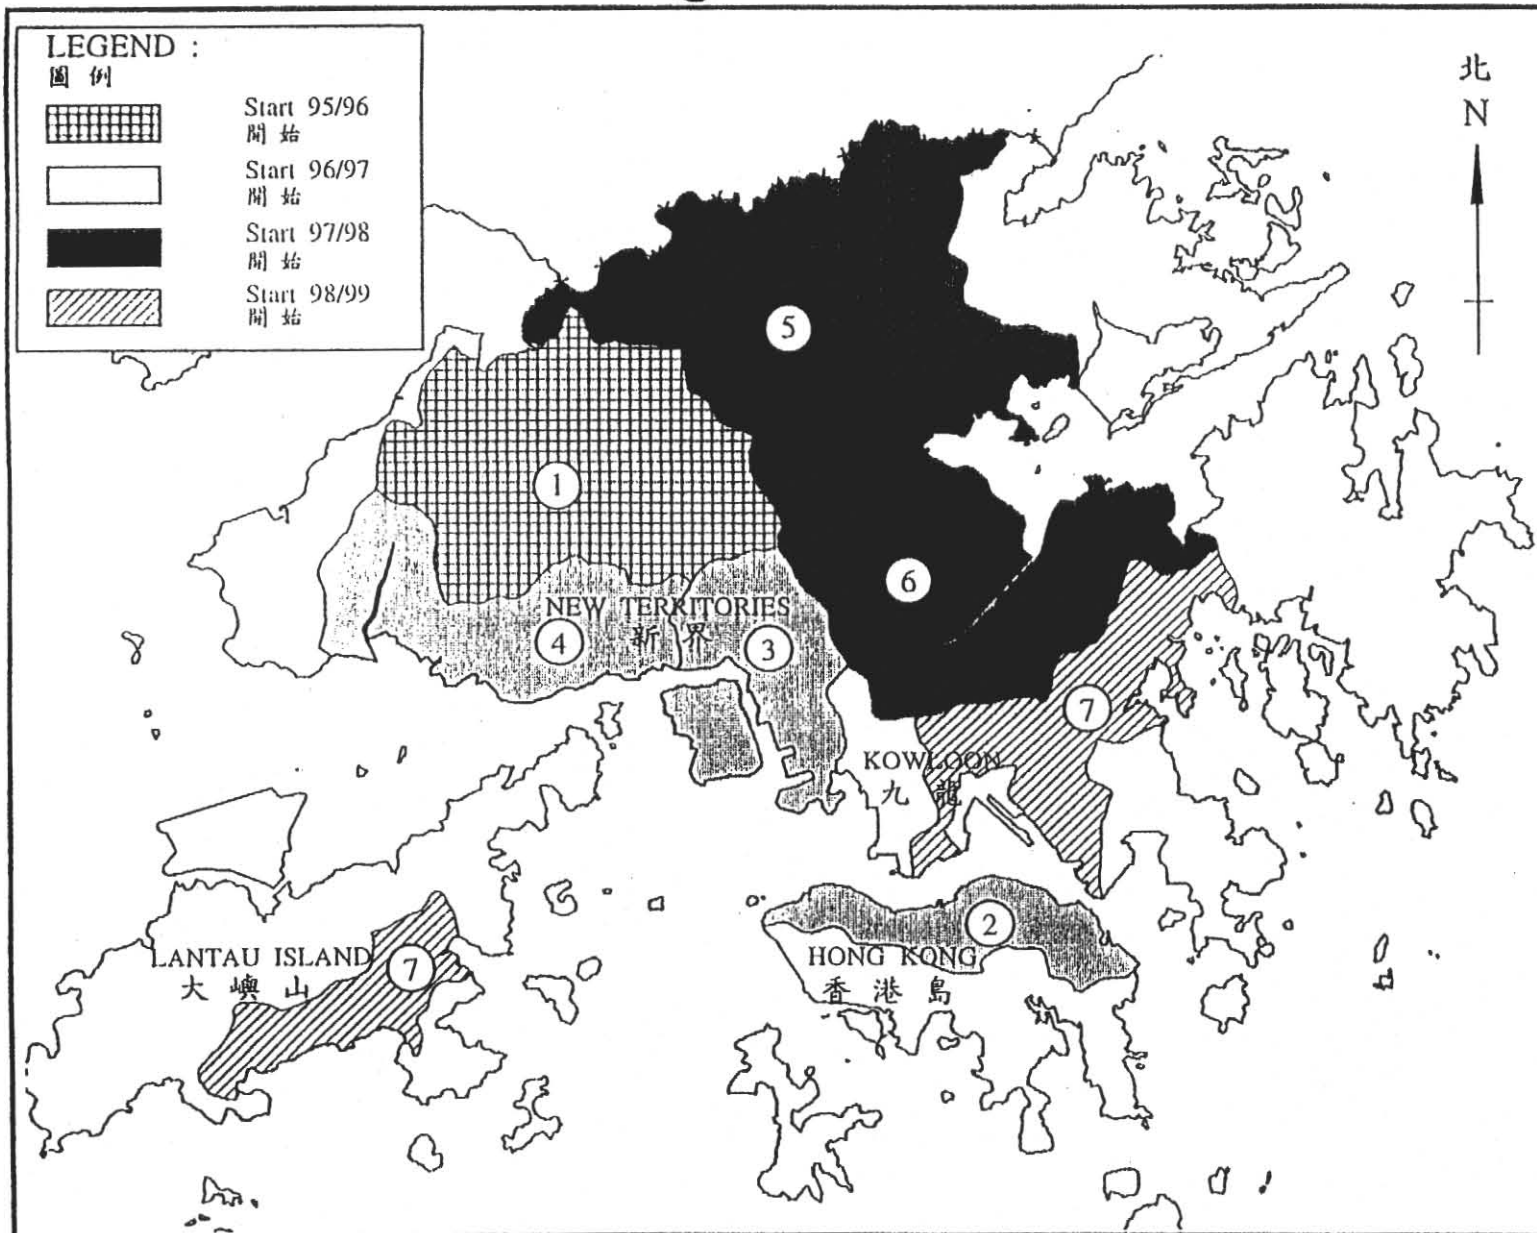 LEGEND :
圖 例
Start 95/96
開 始
Start 96/97
開 始
Start 97/98
開 始
Start 98/99
開 始
北
N
5
1
6
NEW TERRITORIES
新 界
4
3
7
KOWLOON
九 龍
2
LANTAU ISLAND
大 嶼 山
7
HONG KONG
香 港 島